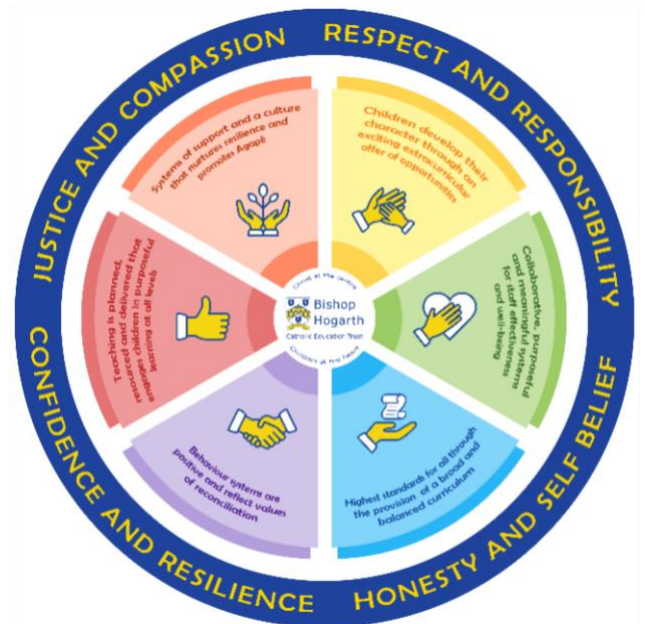 JUSTICE AND COMPASSION
RESPECT AND RESPONSIBILITY
HONESTY AND SELF BELIEF
CONFIDENCE AND RESILIENCE
Systems of support and a culture
that nurtures resilience and
promotes Agapé
Children develop their
character through an
exciting extracurricular
offer of opportunities
Collaborative, purposeful
and meaningful systems
for staff effectiveness
and well-being
Highest standards for all through
the provision of a broad and
balanced curriculum
Behaviour systems are
positive and reflect values
of reconciliation
Teaching is planned,
resourced and delivered that
engages children in purposeful
learning at all levels
Christ at the centre
Bishop
Hogarth
Catholic Education Trust
Children at the heart